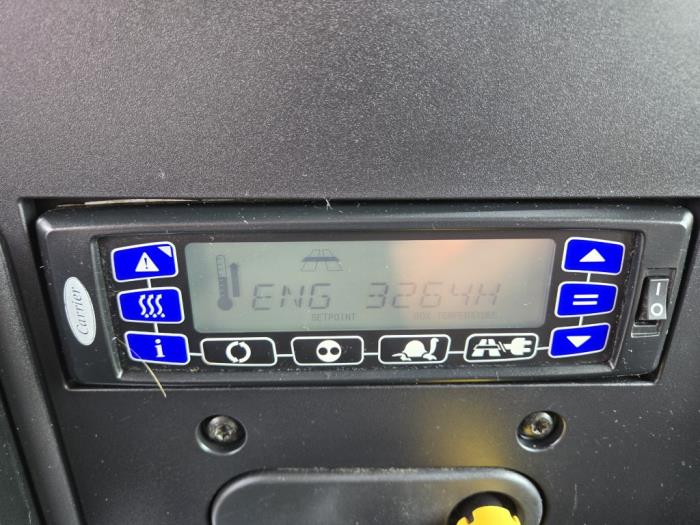 ENG 3264H
SETPOINT BOX TEMPERATURE
Carrier
i
I
O